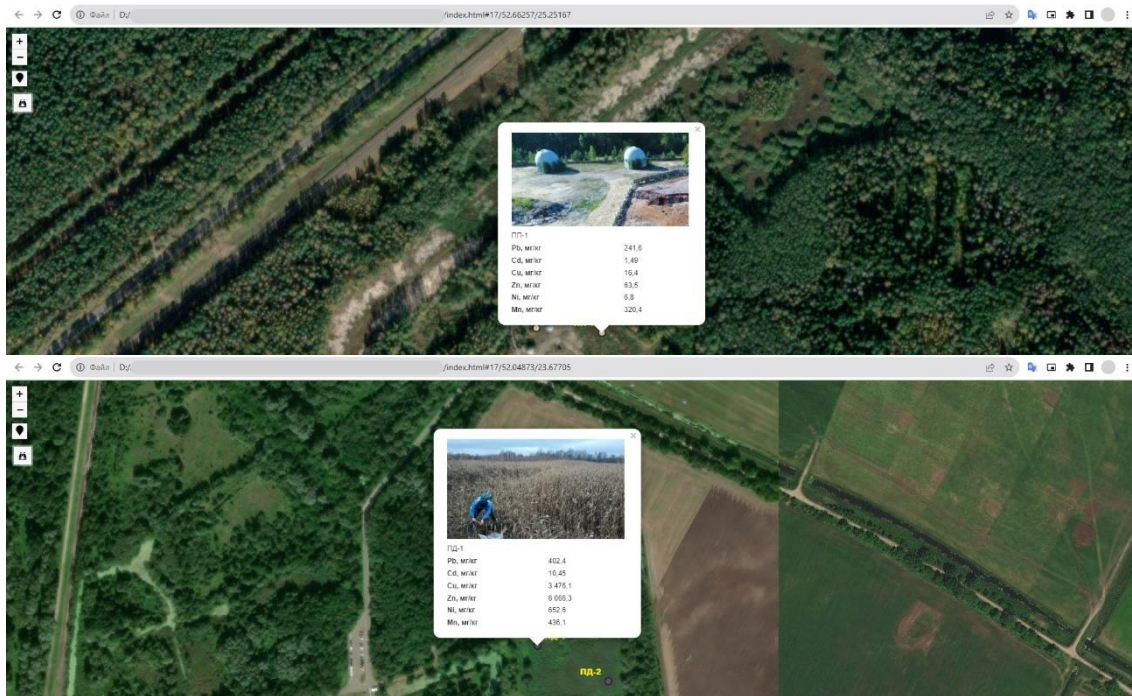 Файл D:/ /index.html#17/52.66257/25.25167
+
−
×
ПП-1
Pb, мг/кг 241,6
Cd, мг/кг 1,49
Cu, мг/кг 16,4
Zn, мг/кг 63,5
Ni, мг/кг 6,8
Mn, мг/кг 320,4
Файл D:/ /index.html#17/52.04873/23.67705
+
−
×
ПД-1
Pb, мг/кг 402,4
Cd, мг/кг 10,45
Cu, мг/кг 3 476,1
Zn, мг/кг 6 066,3
Ni, мг/кг 652,6
Mn, мг/кг 436,1
ПД-2